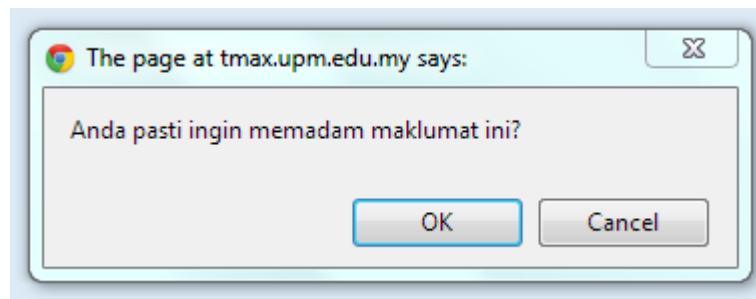 The page at tmax.upm.edu.my says:
Anda pasti ingin memadam maklumat ini?
OK
Cancel